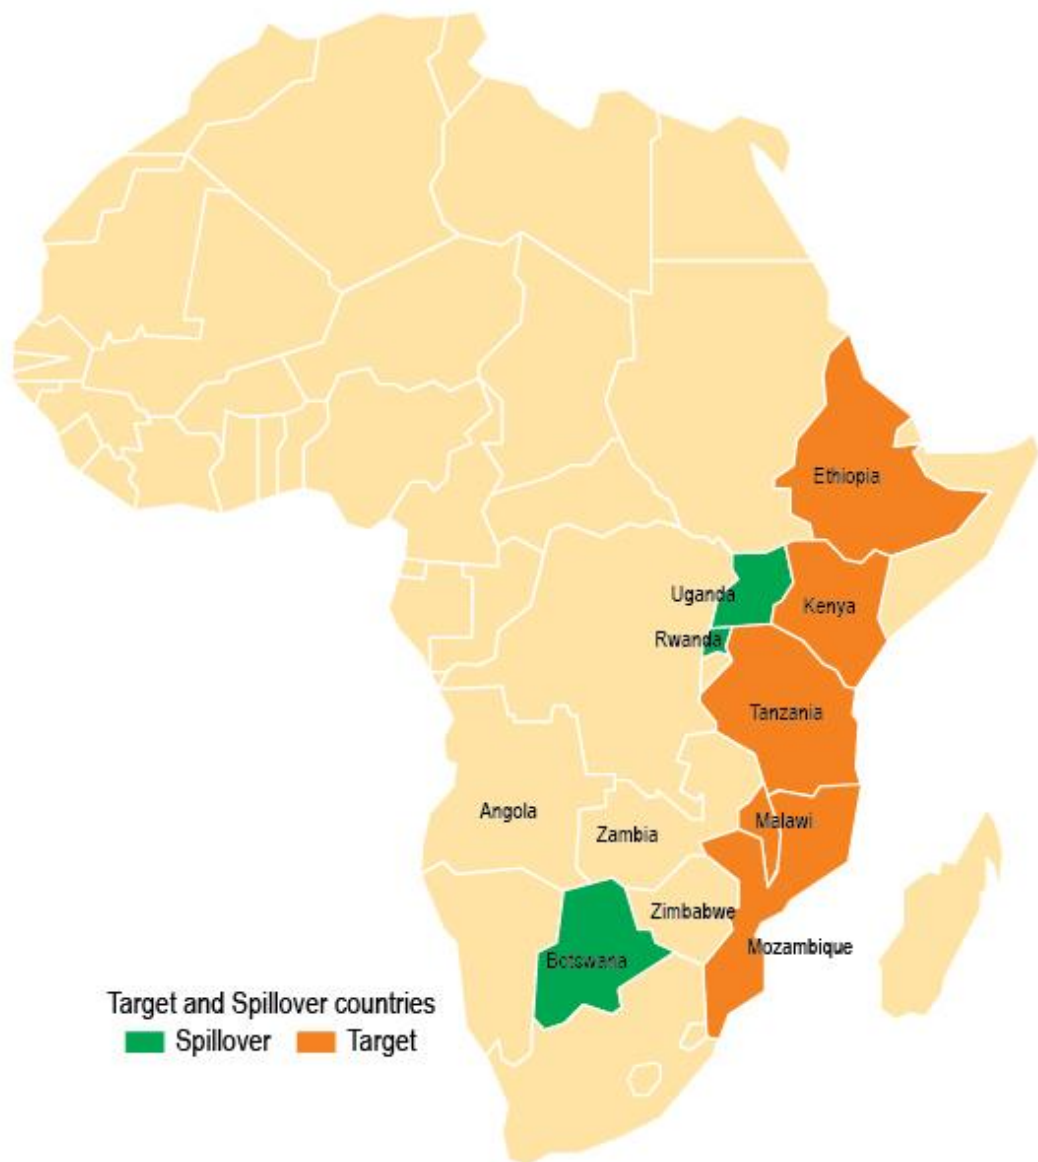 Ethiopia
Uganda
Kenya
Rwanda
Tanzania
Angola
Malawi
Zambia
Zimbabwe
Mozambique
Botswana
Target and Spillover countries
Spillover
Target